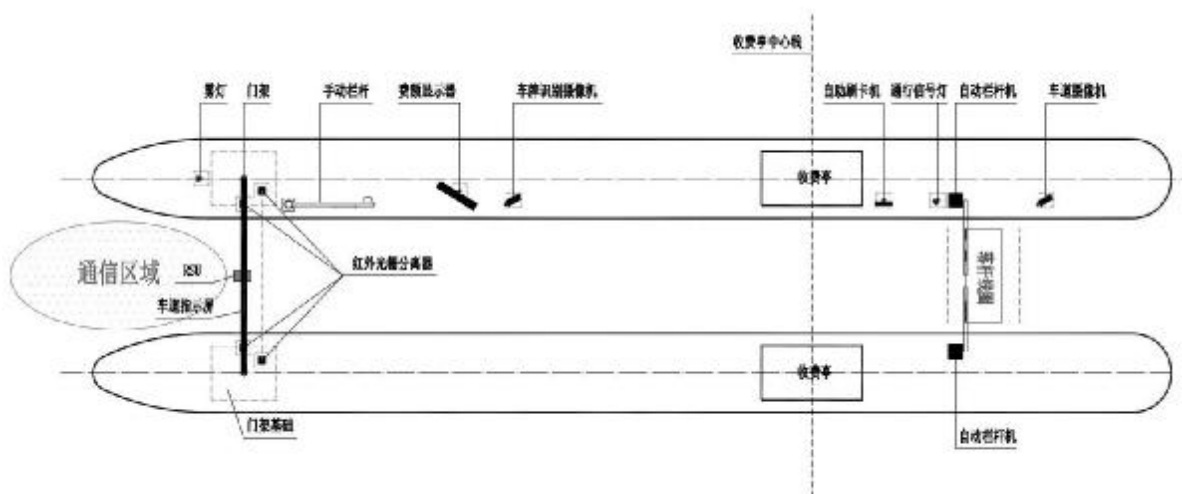 收费亭中心线
雾灯
门架
手动栏杆
费额显示器
车牌识别摄像机
自助刷卡机
通行信号灯
自动栏杆机
车道摄像机
收费亭
通信区域
RSU
红外光栅分离器
车道指示屏
落杆线圈
收费亭
门架基础
自动栏杆机